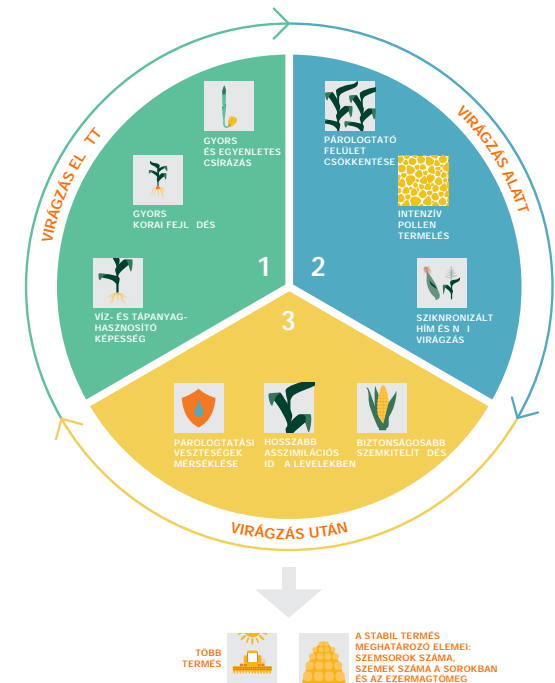 VIRÁGZÁS EL TT
GYORS
ÉS EGYENLETES
CSÍRÁZÁS
GYORS
KORAI FEJL DÉS
VÍZ- ÉS TÁPANYAG-
HASZNOSÍTÓ
KÉPESSÉG
1
VIRÁGZÁS ALATT
PÁROLOGTATÓ
FELÜLET
CSÖKKENTÉSE
INTENZÍV
POLLEN
TERMELÉS
SZIKNRONIZÁLT
HÍM ÉS N I
VIRÁGZÁS
2
3
PÁROLOGTATÁSI
VESZTESÉGEK
MÉRSÉKLÉSE
HOSSZABB
ASSZIMILÁCIÓS
ID A LEVELEKBEN
BIZTONSÁGOSABB
SZEMKITELÍT DÉS
VIRÁGZÁS UTÁN
TÖBB
TERMÉS
A STABIL TERMÉS
MEGHATÁROZÓ ELEMEI:
SZEMSOROK SZÁMA,
SZEMEK SZÁMA A SOROKBAN
ÉS AZ EZERMAGTÖMEG